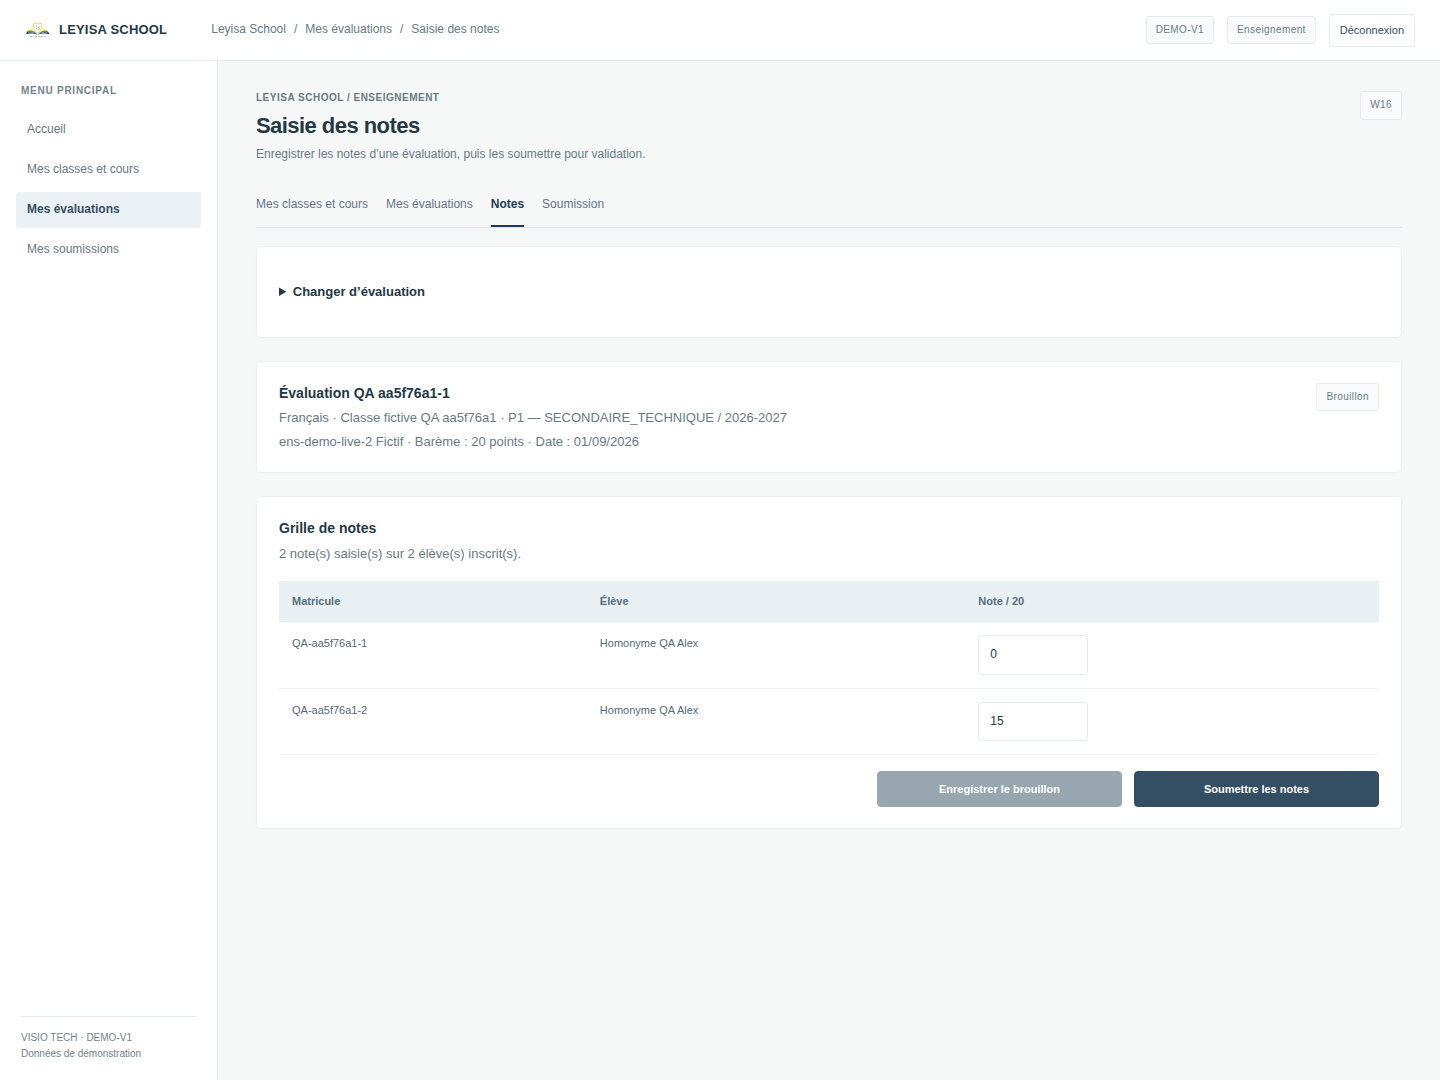 LEYISA SCHOOL
Leyisa School / Mes évaluations / Saisie des notes
DEMO-V1
Enseignement
Déconnexion
MENU PRINCIPAL
Accueil
Mes classes et cours
Mes évaluations
Mes soumissions
VISIO TECH · DEMO-V1
Données de démonstration
LEYISA SCHOOL / ENSEIGNEMENT
W16
Saisie des notes
Enregistrer les notes d’une évaluation, puis les soumettre pour validation.
Mes classes et cours Mes évaluations Notes Soumission
Changer d’évaluation
Évaluation QA aa5f76a1-1
Brouillon
Français · Classe fictive QA aa5f76a1 · P1 — SECONDAIRE_TECHNIQUE / 2026-2027
ens-demo-live-2 Fictif · Barème : 20 points · Date : 01/09/2026
Grille de notes
2 note(s) saisie(s) sur 2 élève(s) inscrit(s).
Matricule Élève Note / 20
QA-aa5f76a1-1 Homonyme QA Alex 0
QA-aa5f76a1-2 Homonyme QA Alex 15
Enregistrer le brouillon Soumettre les notes